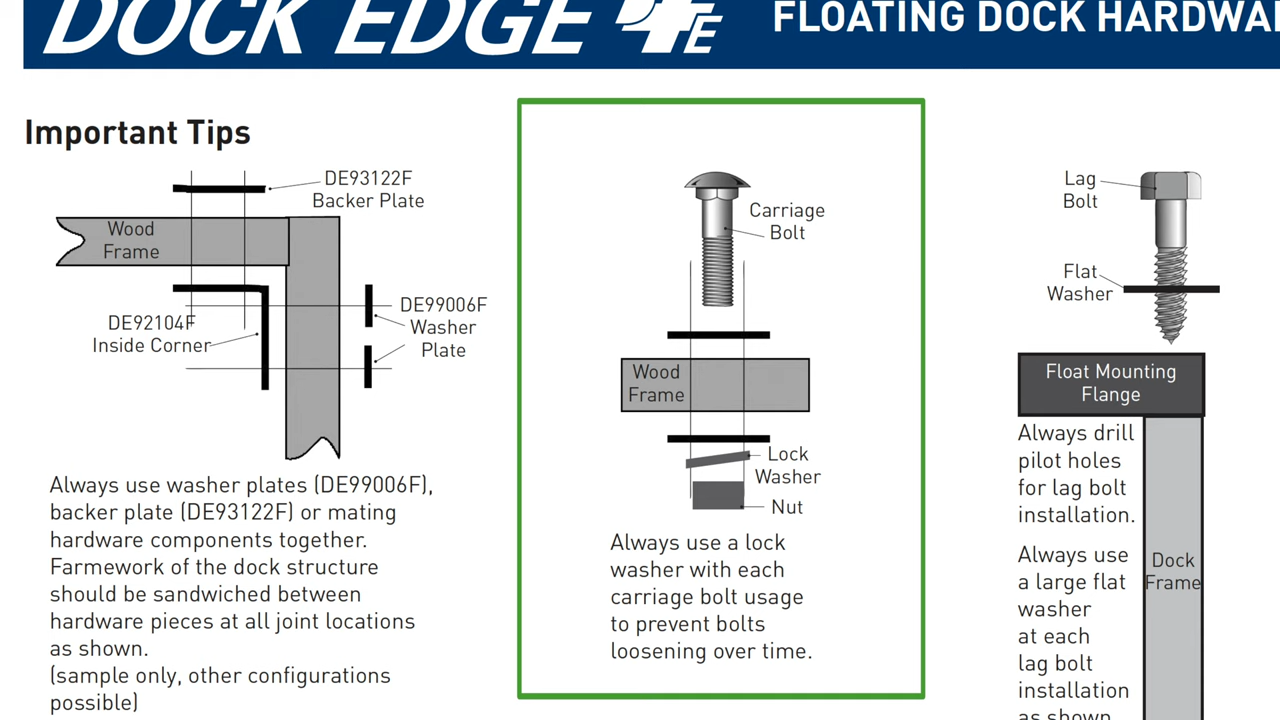 DOCK EDGE
FLOATING DOCK HARDWA
Important Tips
DE93122F
Backer Plate
Wood
Frame
DE92104F
Inside Corner
DE99006F
Washer
Plate
Always use washer plates (DE99006F),
backer plate (DE93122F) or mating
hardware components together.
Farmework of the dock structure
should be sandwiched between
hardware pieces at all joint locations
as shown.
(sample only, other configurations
possible)
Carriage
Bolt
Wood
Frame
Lock
Washer
Nut
Always use a lock
washer with each
carriage bolt usage
to prevent bolts
loosening over time.
Lag
Bolt
Flat
Washer
Float Mounting
Flange
Always drill
pilot holes
for lag bolt
installation.
Always use
a large flat
washer
at each
lag bolt
installation
as shown
Dock
Frame